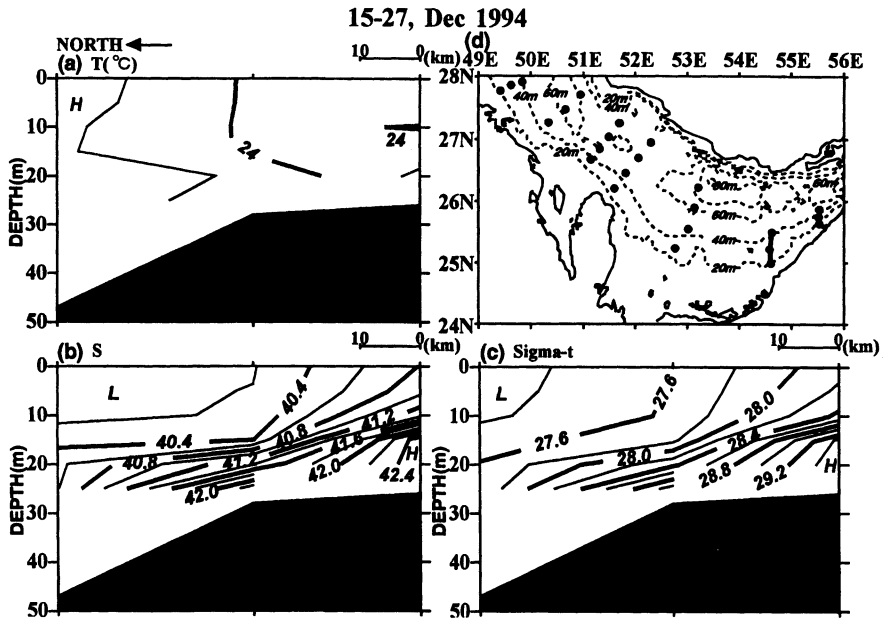 15-27, Dec 1994
NORTH
10 0 (km)
(a) T(°C)
H
24
24
0
10
20
30
40
50
DEPTH(m)
(d)
49E 50E 51E 52E 53E 54E 55E 56E
28N
27N
26N
25N
24N
40m 60m 20m
40m
20m
60m 60m
60m
40m
20m
10 0 (km)
(b) S
L
40.4
40.4
40.8
40.8
41.2
41.2
41.6
42.0
42.0
42.4
H
0
10
20
30
40
50
DEPTH(m)
10 0 (km)
(c) Sigma-t
L
27.6
27.6
28.0
28.0
28.4
28.8
29.2
H
0
10
20
30
40
50
DEPTH(m)